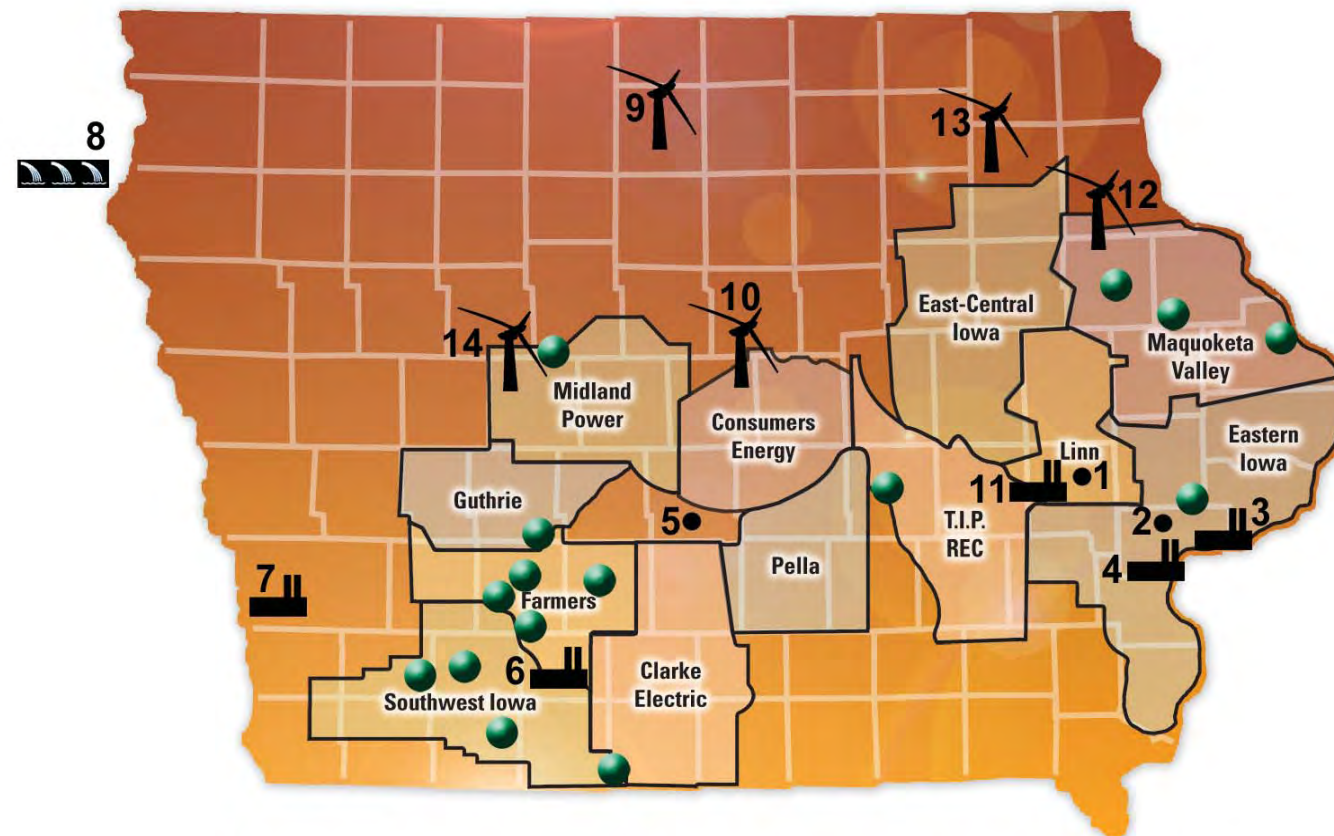 8
9
13
12
10
14
East-Central
Iowa
Maquoketa
Valley
Midland
Power
Consumers
Energy
Eastern
Iowa
Linn
1
11
Guthrie
T.I.P.
REC
5
2
3
4
Pella
7
Farmers
6
Clarke
Electric
Southwest Iowa